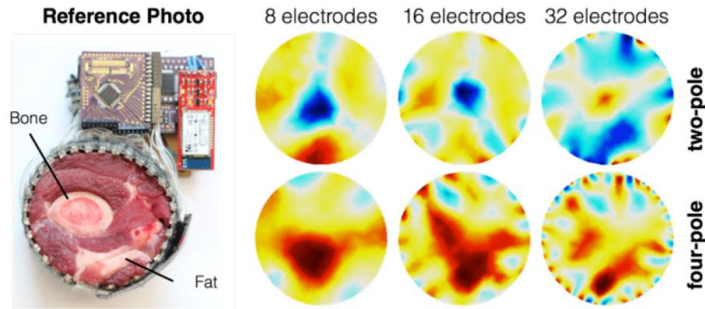 Reference Photo
8 electrodes
16 electrodes
32 electrodes
Bone
Fat
two-pole
four-pole